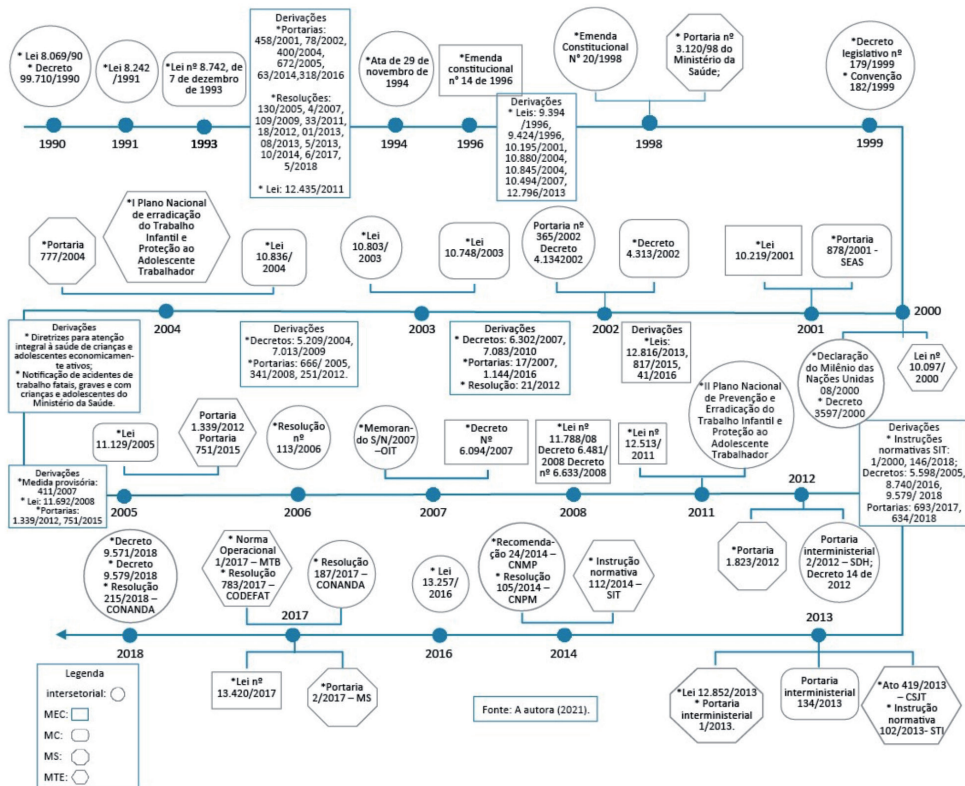 * Lei 8.069/90
* Decreto
99.710/1990
*Lei 8.242
/1991
*Lei nº 8.742, de
7 de dezembro
de 1993
Derivações
*Portarias:
458/2001, 78/2002,
400/2004,
672/2005,
63/2014,318/2016
*Resoluções:
130/2005, 4/2007,
109/2009, 33/2011,
18/2012, 01/2013,
08/2013, 5/2013,
10/2014, 6/2017,
5/2018
* Lei: 12.435/2011
*Ata de 29 de
novembro de
1994
*Emenda
constitucional
n° 14 de 1996
Derivações
* Leis: 9.394
/1996,
9.424/1996,
10.195/2001,
10.880/2004,
10.845/2004,
10.494/2007,
12.796/2013
*Emenda
Constitucional
N° 20/1998
*Portaria nº
3.120/98 do
Ministério da
Saúde;
*Decreto
legislativo nº
179/1999
* Convenção
182/1999
1990
1991
1993
1994
1996
1998
1999
*Portaria
777/2004
*I Plano Nacional
de erradicação
do Trabalho
Infantil e
Proteção ao
Adolescente
Trabalhador
*Lei
10.836/
2004
*Lei
10.803/
2003
*Lei
10.748/2003
Portaria nº
365/2002
Decreto
4.1342002
*Decreto
4.313/2002
*Lei
10.219/2001
*Portaria
878/2001 -
SEAS
2004
2003
2002
2001
2000
Derivações
* Diretrizes para atenção
integral à saúde de crianças e
adolescentes economicamente
ativos;
* Notificação de acidentes de
trabalho fatais, graves e com
crianças e adolescentes do
Ministério da Saúde.
Derivações
*Decretos: 5.209/2004,
7.013/2009
*Portarias: 666/ 2005,
341/2008, 251/2012.
Derivações
* Decretos: 6.302/2007,
7.083/2010
*Portarias: 17/2007,
1.144/2016
* Resolução: 21/2012
Derivações
*Leis:
12.816/2013,
817/2015,
41/2016
*Declaração
do Milênio das
Nações Unidas
08/2000
* Decreto
3597/2000
Lei nº
10.097/
2000
*Lei
11.129/2005
Portaria
1.339/2012
Portaria
751/2015
*Resolução
nº
113/2006
*Memoran-
do S/N/2007
–OIT
*Decreto
Nº
6.094/2007
*Lei nº
11.788/08
Decreto 6.481/
2008 Decreto
nº 6.633/2008
*Lei nº
12.513/
2011
*II Plano Nacional
de Prevenção e
Erradicação do
Trabalho Infantil e
Proteção ao
Adolescente
Trabalhador
Derivações
* Instruções
normativas SIT:
1/2000, 146/2018;
Decretos: 5.598/2005,
8.740/2016,
9.579/ 2018
Portarias: 693/2017,
634/2018
Derivações
*Medida provisória:
411/2007
* Lei: 11.692/2008
*Portarias:
1.339/2012, 751/2015
2005
2006
2007
2008
2011
2012
*Portaria
1.823/2012
Portaria
interministerial
2/2012 – SDH;
Decreto 14 de
2012
*Decreto
9.571/2018
* Decreto
9.579/2018
* Resolução
215/2018 –
CONANDA
* Norma
Operacional
1/2017 – MTB
* Resolução
783/2017 –
CODEFAT
*Resolução
187/2017 –
CONANDA
* Lei
13.257/
2016
*Recomenda-
ção 24/2014 –
CNMP
* Resolução
105/2014 –
CNPM
* Instrução
normativa
112/2014 –
SIT
2018
2017
2016
2014
2013
*Lei nº
13.420/2017
*Portaria
2/2017 – MS
*Lei 12.852/2013
* Portaria
interministerial
1/2013.
Portaria
interministerial
134/2013
*Ato 419/2013
– CSJT
* Instrução
normativa
102/2013- STI
Fonte: A autora (2021).
Legenda
intersetorial:
MEC:
MC:
MS:
MTE: